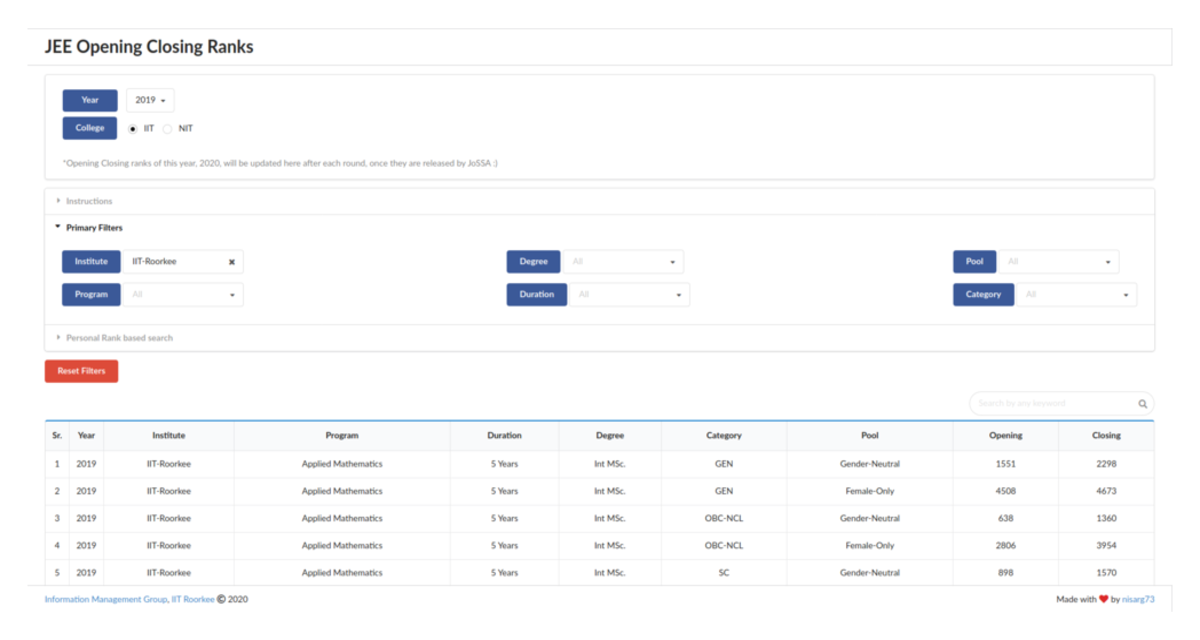 JEE Opening Closing Ranks
Year 2019
College IIT NIT
*Opening Closing ranks of this year, 2020, will be updated here after each round, once they are released by JoSSA :)
Instructions
Primary Filters
Institute IIT-Roorkee Degree All Pool All
Program All Duration All Category All
Personal Rank based search
Reset Filters
Search by any keyword
Sr. Year Institute Program Duration Degree Category Pool Opening Closing
1 2019 IIT-Roorkee Applied Mathematics 5 Years Int MSc. GEN Gender-Neutral 1551 2298
2 2019 IIT-Roorkee Applied Mathematics 5 Years Int MSc. GEN Female-Only 4508 4673
3 2019 IIT-Roorkee Applied Mathematics 5 Years Int MSc. OBC-NCL Gender-Neutral 638 1360
4 2019 IIT-Roorkee Applied Mathematics 5 Years Int MSc. OBC-NCL Female-Only 2806 3954
5 2019 IIT-Roorkee Applied Mathematics 5 Years Int MSc. SC Gender-Neutral 898 1570
Information Management Group, IIT Roorkee © 2020 Made with ❤ by nisarg73